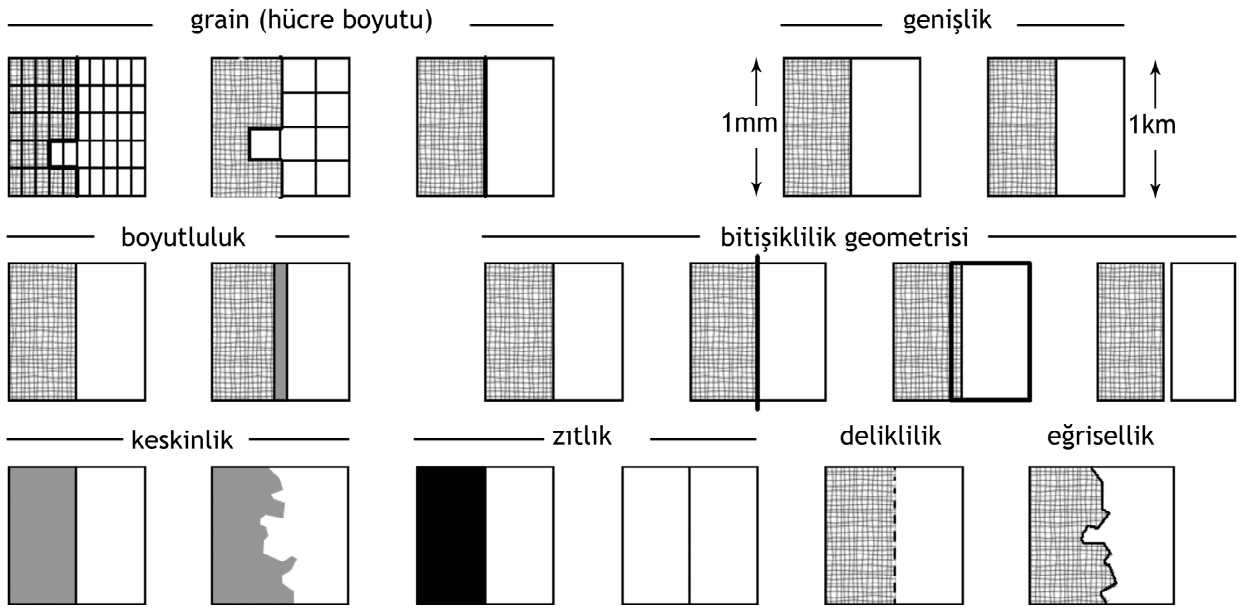 grain (hücre boyutu)
genişlik
1mm
1km
boyutluluk
bitişiklilik geometrisi
keskinlik
zıtlık
deliklilik
eğrisellik